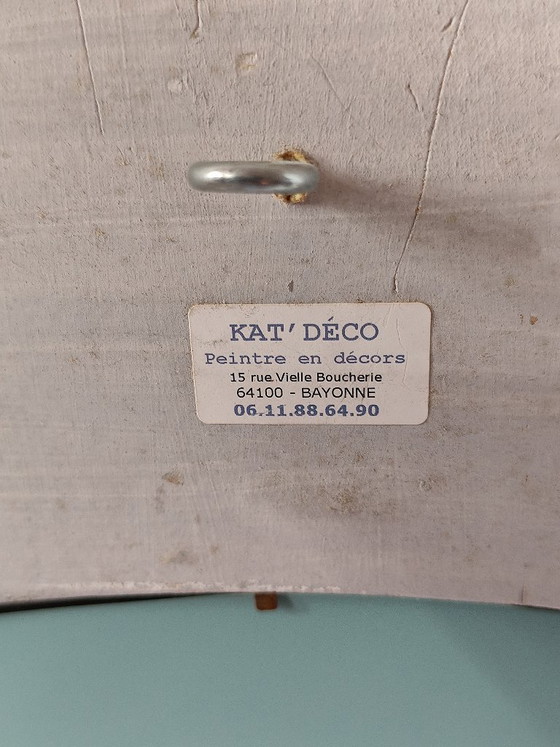 KAT'DÉCO
Peintre en décors
15 rue Vielle Boucherie
64100 - BAYONNE
06.11.88.64.90